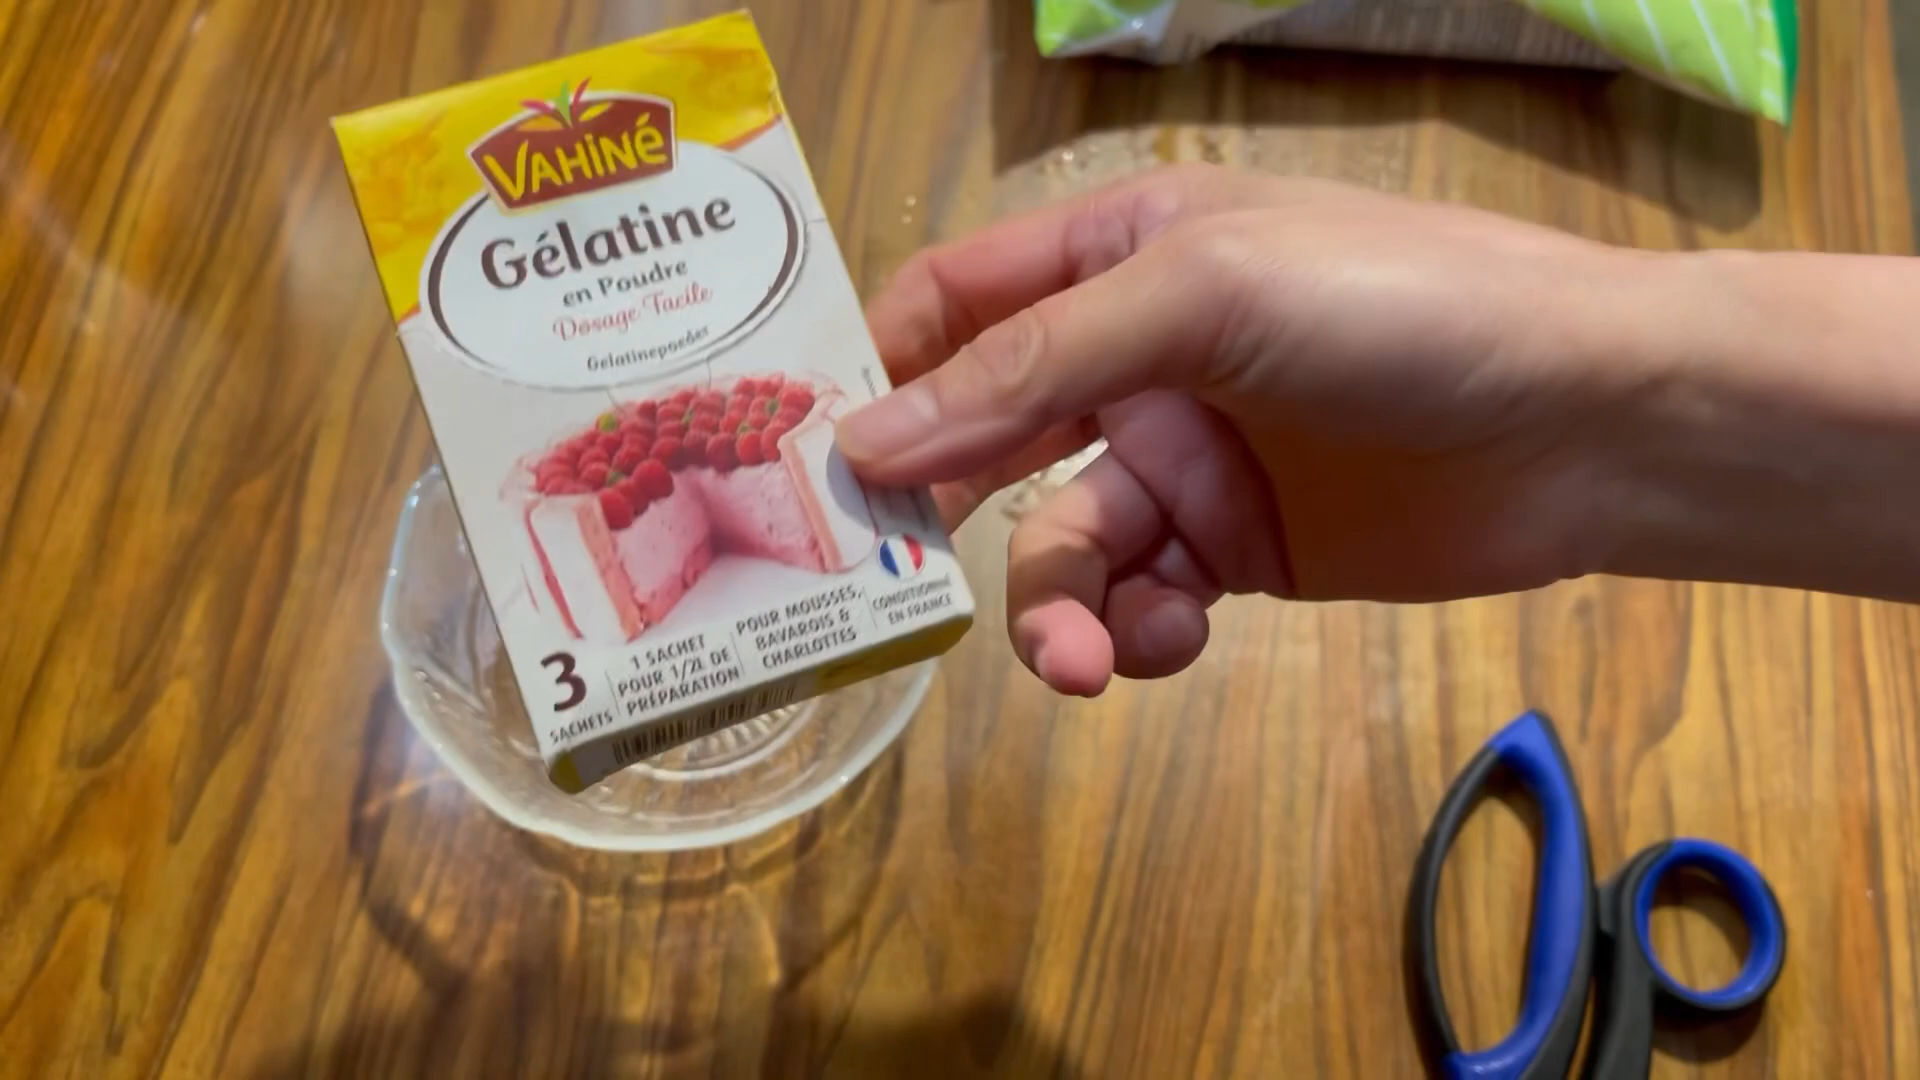 VAHiNé
Gélatine
en Poudre
Dosage Facile
Gelatinepoeder
3
SACHETS
1 SACHET
POUR 1/2L DE
PRÉPARATION
POUR MOUSSES,
BAVAROIS &
CHARLOTTES
CONDITIONNÉ
EN FRANCE